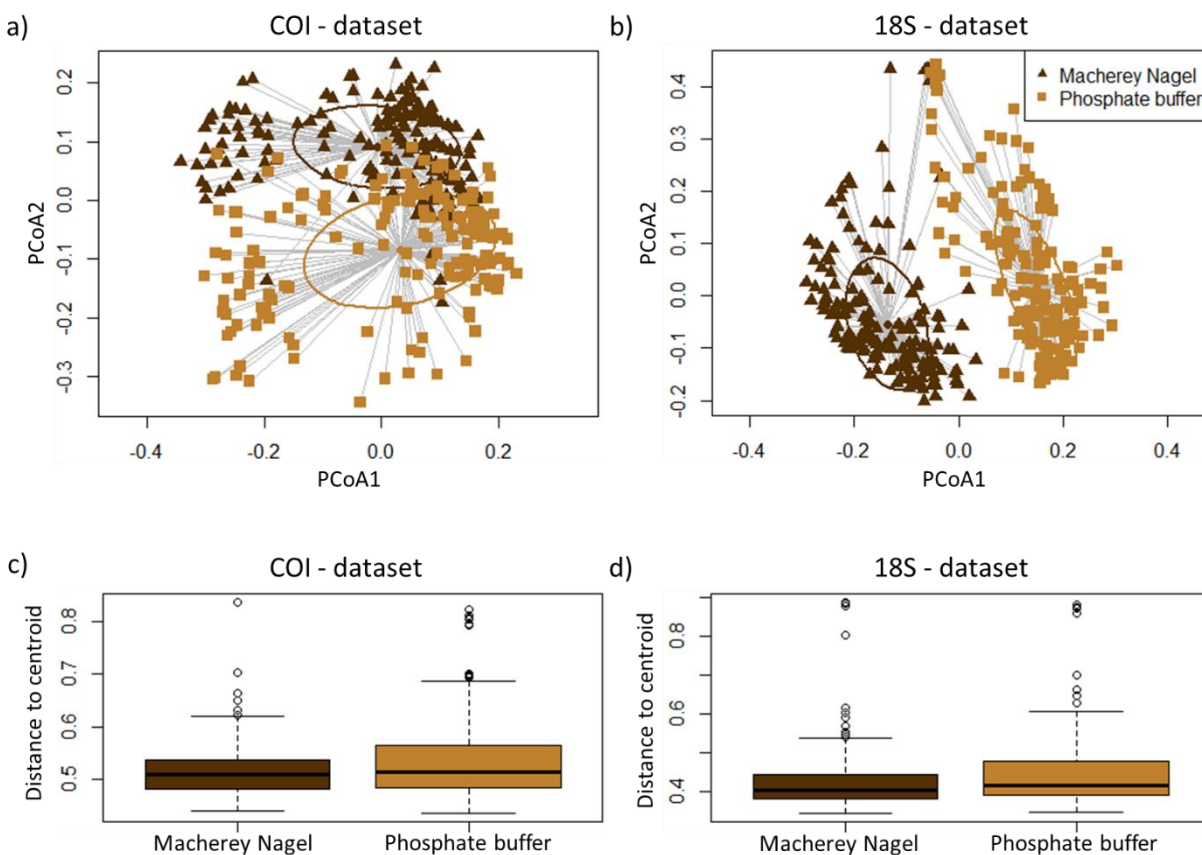 a)
COI - dataset
PCoA2
0.2
0.1
0.0
-0.1
-0.2
-0.3
-0.4
-0.2
0.0
0.2
PCoA1
b)
18S - dataset
Macherey Nagel
Phosphate buffer
PCoA2
0.4
0.3
0.2
0.1
0.0
-0.1
-0.2
-0.4
-0.2
0.0
0.2
0.4
PCoA1
c)
COI - dataset
Distance to centroid
0.8
0.7
0.6
0.5
Macherey Nagel
Phosphate buffer
d)
18S - dataset
Distance to centroid
0.8
0.6
0.4
Macherey Nagel
Phosphate buffer